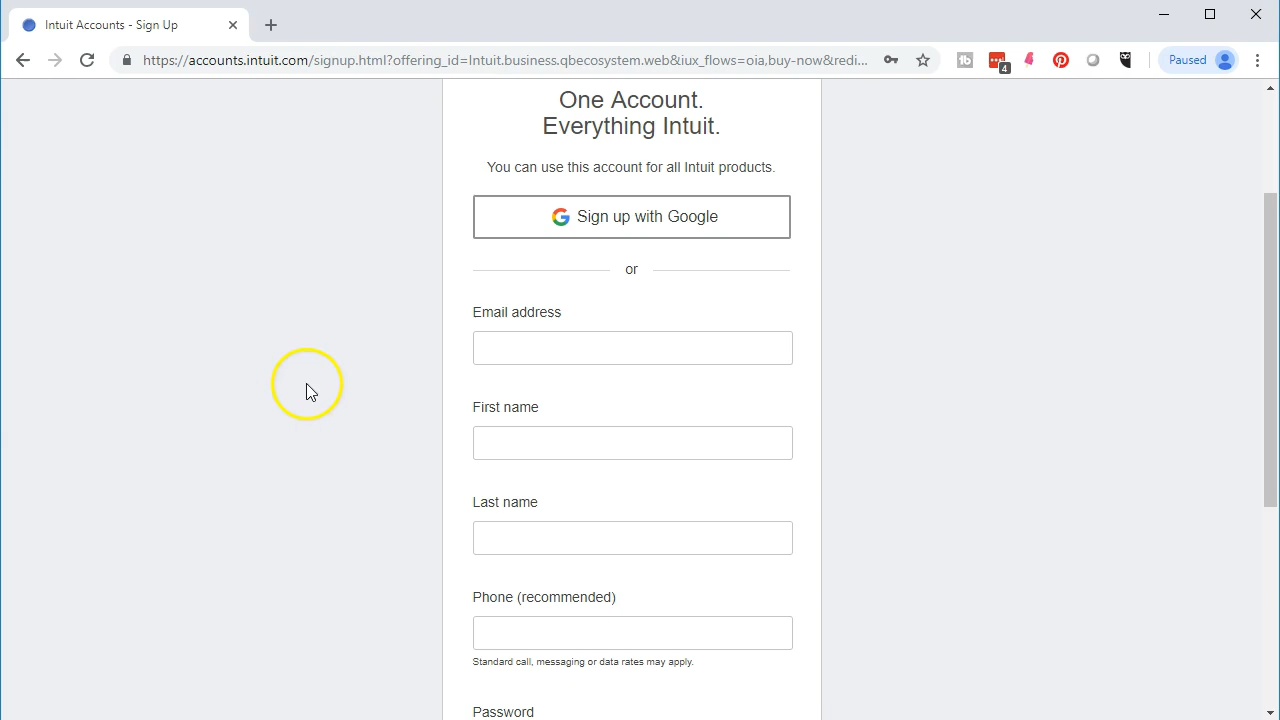 Intuit Accounts - Sign Up
https://accounts.intuit.com/signup.html?offering_id=Intuit.business.qbecosystem.web&iux_flows=oia,buy-now&redi...
4
Paused
One Account.
Everything Intuit.
You can use this account for all Intuit products.
Sign up with Google
or
Email address
First name
Last name
Phone (recommended)
Standard call, messaging or data rates may apply.
Password